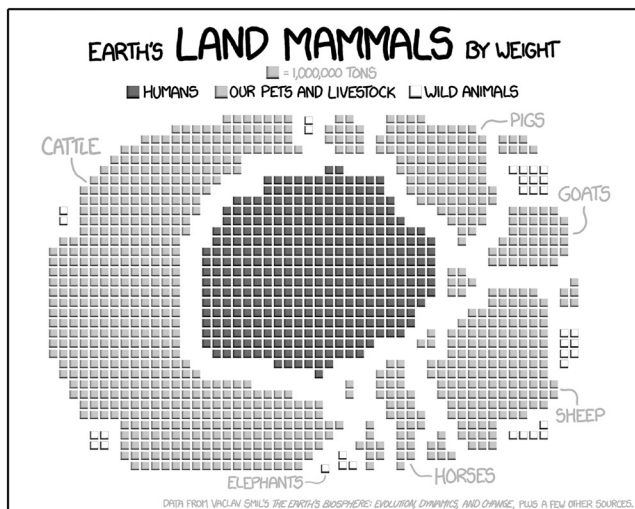 EARTH'S LAND MAMMALS BY WEIGHT
= 1,000,000 TONS
HUMANS OUR PETS AND LIVESTOCK WILD ANIMALS
PIGS
CATTLE
GOATS
SHEEP
HORSES
ELEPHANTS
DATA FROM VACLAV SMIL'S THE EARTH'S BIOSPHERE: EVOLUTION, DYNAMICS, AND CHANGE, PLUS A FEW OTHER SOURCES.